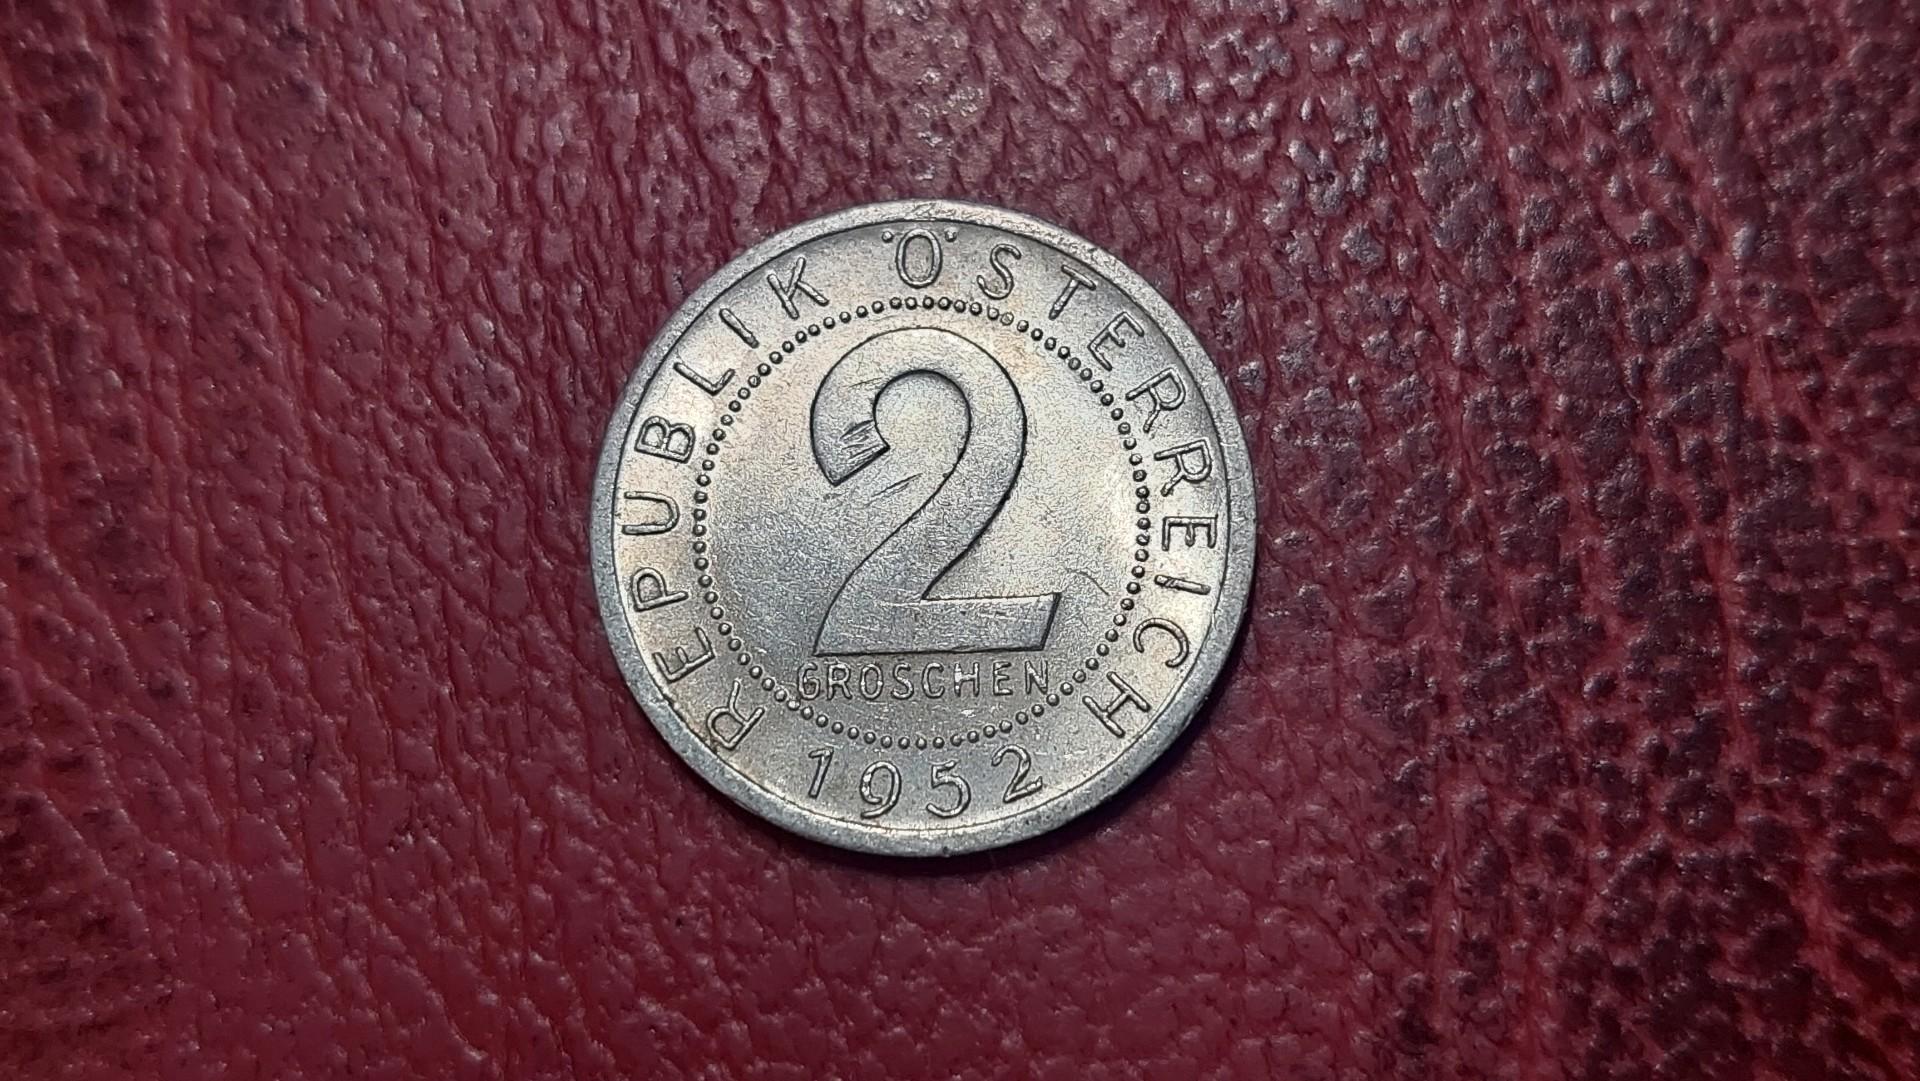 REPUBLIK ÖSTERREICH
2
GROSCHEN
1952